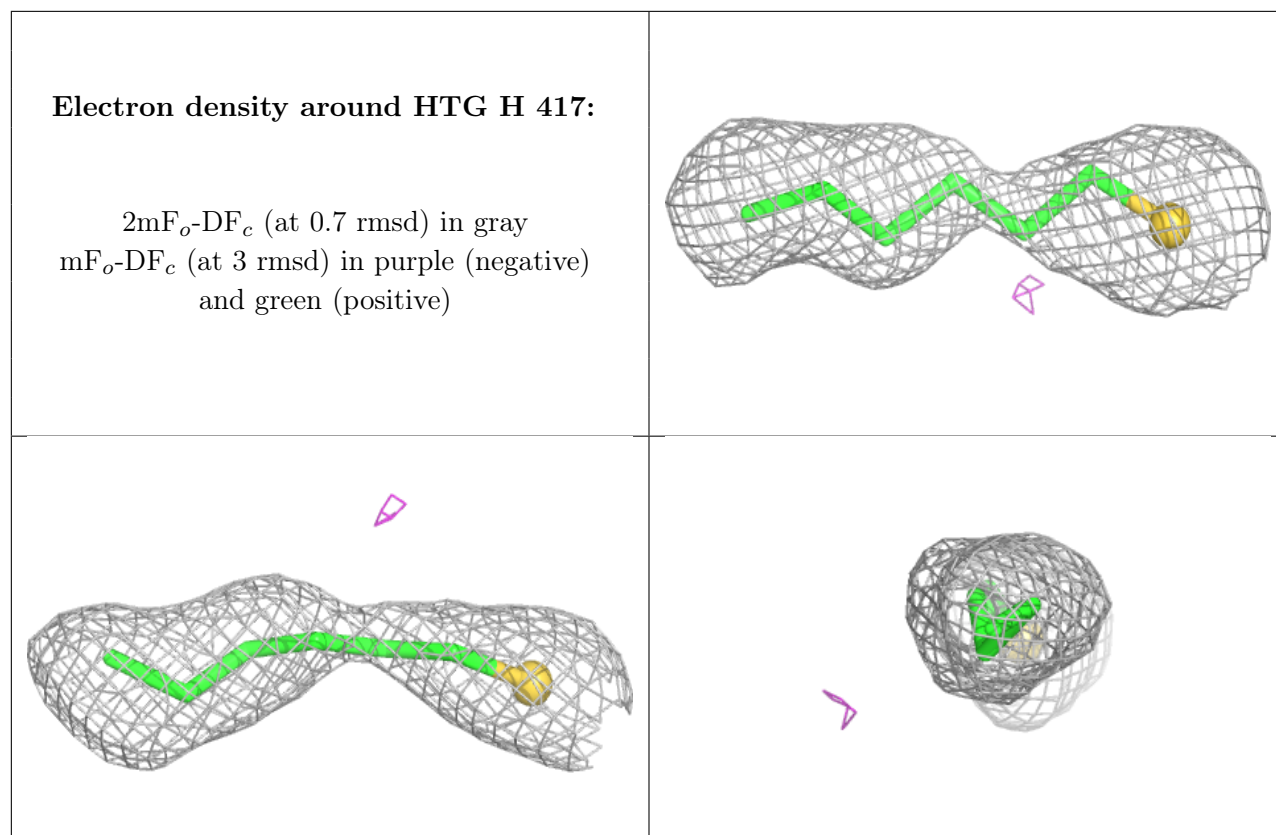 Electron density around HTG H 417:
2mFo-DFc (at 0.7 rmsd) in gray
mFo-DFc (at 3 rmsd) in purple (negative)
and green (positive)